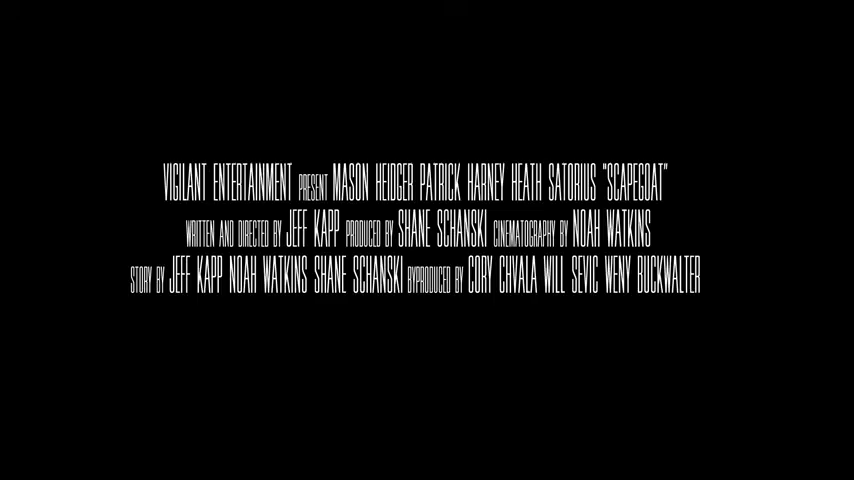 VIGILANT ENTERTAINMENT PRESENT MASON HEIDGER PATRICK HARNEY HEATH SATORIUS "SCAPEGOAT"
WRITTEN AND DIRECTED BY JEFF KAPP PRODUCED BY SHANE SCHANSKI CINEMATOGRAPHY BY NOAH WATKINS
STORY BY JEFF KAPP NOAH WATKINS SHANE SCHANSKI BYPRODUCED BY CORY CHVALA WILL SEVIC WENY BUCKWALTER